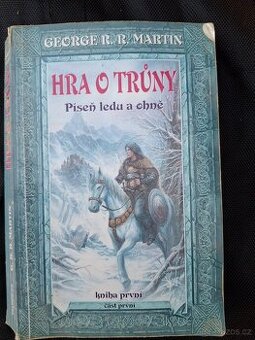 GEORGE R. R. MARTIN
HRA O TRŮNY
Píseň ledu a ohně
kniha první
část první